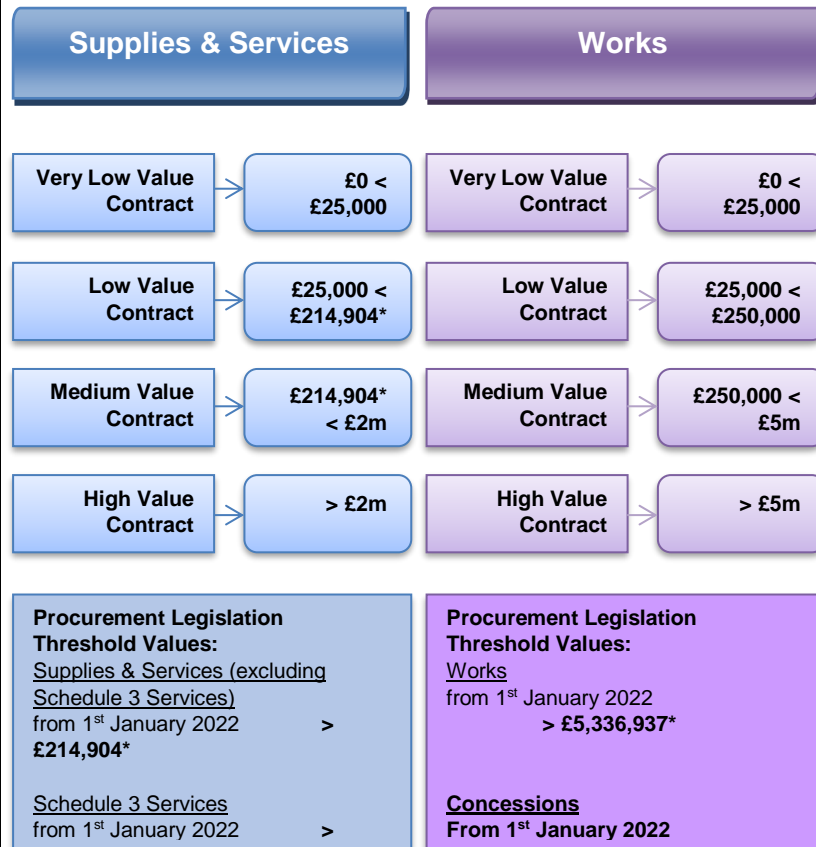 Supplies & Services
Works
Very Low Value
Contract
£0 <
£25,000
Very Low Value
Contract
£0 <
£25,000
Low Value
Contract
£25,000 <
£214,904*
Low Value
Contract
£25,000 <
£250,000
Medium Value
Contract
£214,904*
< £2m
Medium Value
Contract
£250,000 <
£5m
High Value
Contract
> £2m
High Value
Contract
> £5m
Procurement Legislation
Threshold Values:
Supplies & Services (excluding
Schedule 3 Services)
from 1st January 2022 >
£214,904*
Schedule 3 Services
from 1st January 2022 >
Procurement Legislation
Threshold Values:
Works
from 1st January 2022
> £5,336,937*
Concessions
From 1st January 2022